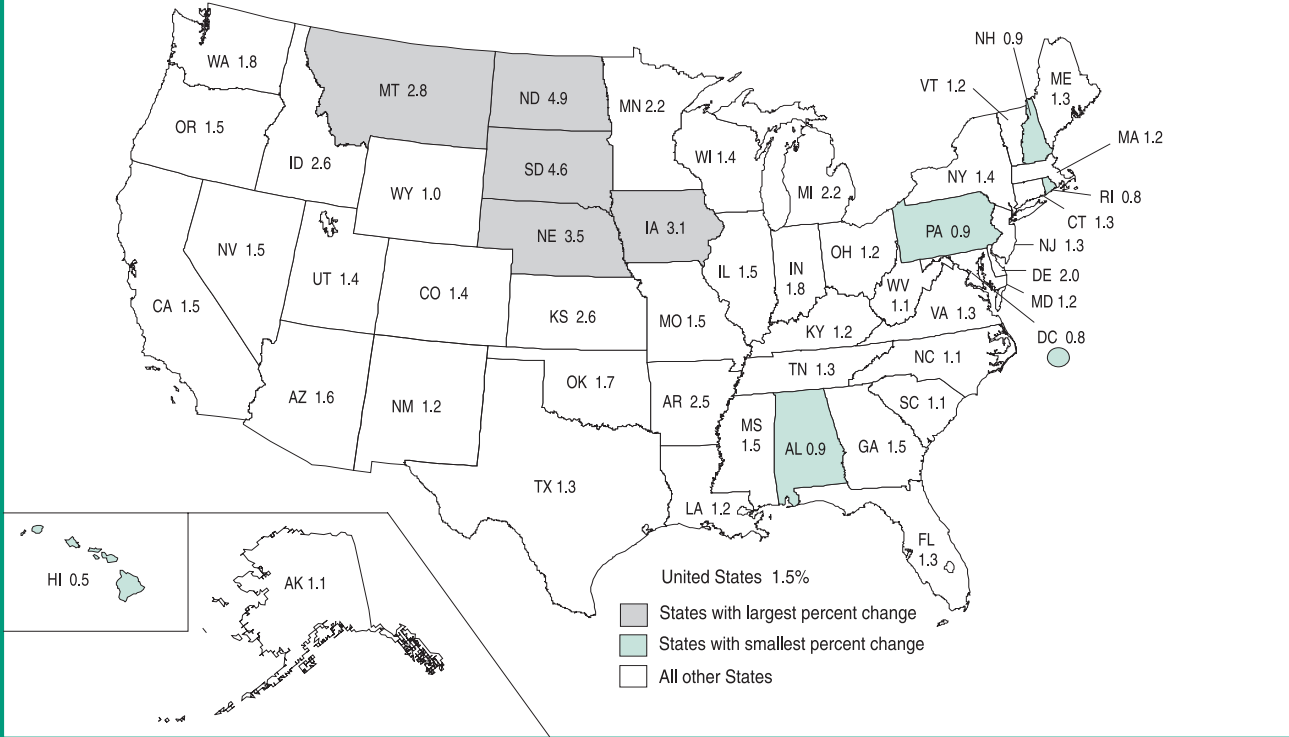 NH 0.9
WA 1.8
VT 1.2
ME
1.3
MT 2.8
ND 4.9
MN 2.2
OR 1.5
MA 1.2
ID 2.6
SD 4.6
WI 1.4
NY 1.4
MI 2.2
WY 1.0
RI 0.8
CT 1.3
IA 3.1
PA 0.9
NE 3.5
NJ 1.3
NV 1.5
OH 1.2
IL 1.5
IN
1.8
DE 2.0
UT 1.4
WV
1.1
MD 1.2
CO 1.4
CA 1.5
VA 1.3
KS 2.6
MO 1.5
KY 1.2
DC 0.8
NC 1.1
TN 1.3
OK 1.7
AZ 1.6
AR 2.5
SC 1.1
NM 1.2
MS
1.5
AL 0.9
GA 1.5
TX 1.3
LA 1.2
FL
1.3
HI 0.5
AK 1.1
United States 1.5%
States with largest percent change
States with smallest percent change
All other States